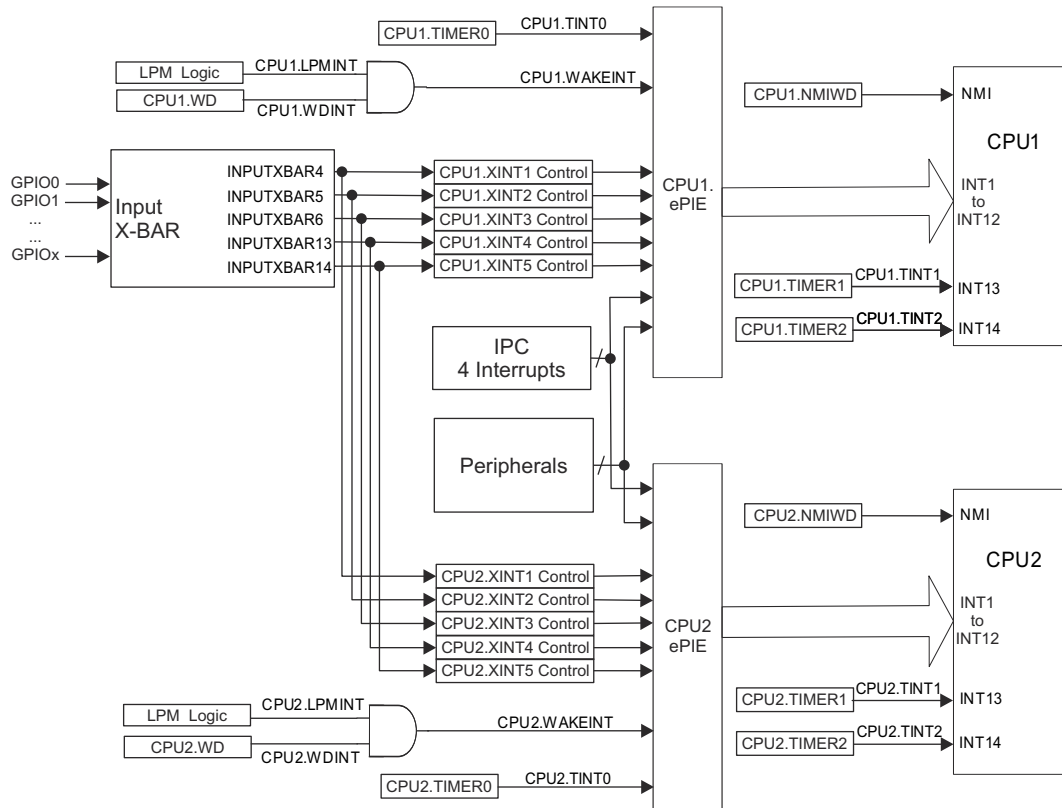 CPU1.TIMER0
CPU1.TINT0
LPM Logic
CPU1.LPMINT
CPU1.WD
CPU1.WDINT
CPU1.WAKEINT
CPU1.NMIWD
NMI
CPU1
GPIO0
GPIO1
...
...
GPIOx
Input
X-BAR
INPUTXBAR4
INPUTXBAR5
INPUTXBAR6
INPUTXBAR13
INPUTXBAR14
CPU1.XINT1 Control
CPU1.XINT2 Control
CPU1.XINT3 Control
CPU1.XINT4 Control
CPU1.XINT5 Control
CPU1.
ePIE
INT1
to
INT12
CPU1.TIMER1
CPU1.TINT1
INT13
CPU1.TIMER2
CPU1.TINT2
INT14
IPC
4 Interrupts
Peripherals
CPU2.NMIWD
NMI
CPU2
CPU2.XINT1 Control
CPU2.XINT2 Control
CPU2.XINT3 Control
CPU2.XINT4 Control
CPU2.XINT5 Control
CPU2
ePIE
INT1
to
INT12
CPU2.TIMER1
CPU2.TINT1
INT13
CPU2.TIMER2
CPU2.TINT2
INT14
LPM Logic
CPU2.LPMINT
CPU2.WD
CPU2.WDINT
CPU2.WAKEINT
CPU2.TIMER0
CPU2.TINT0